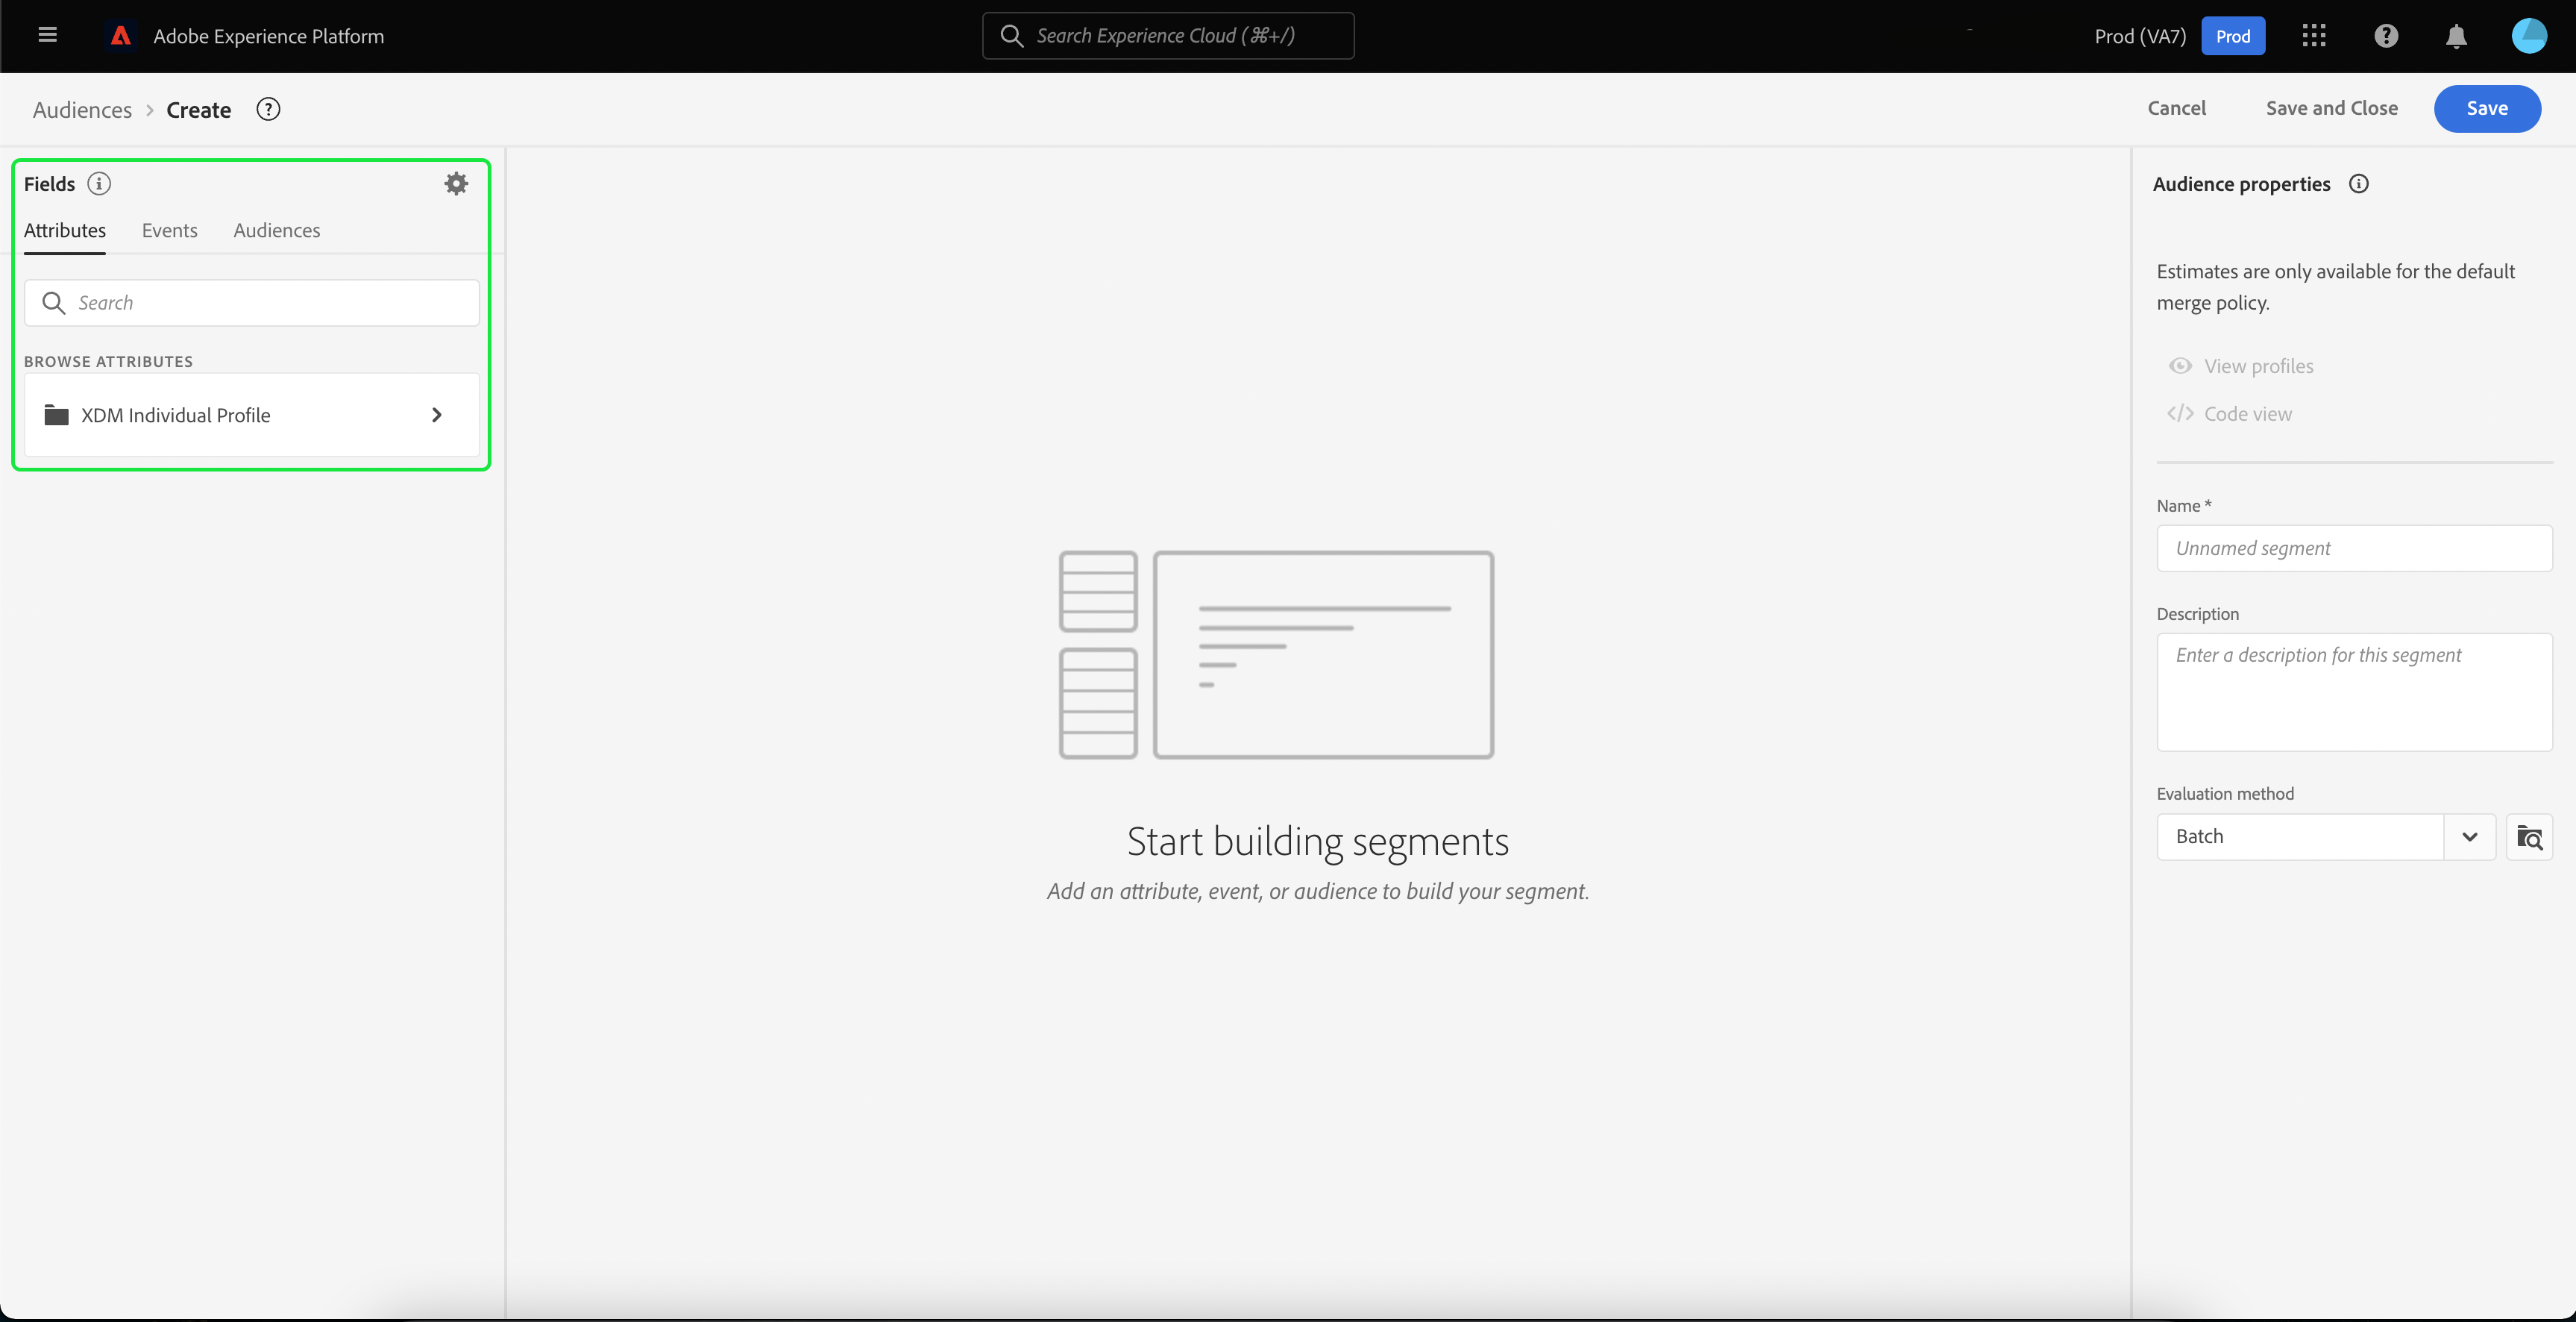 Adobe Experience Platform
Search Experience Cloud (⌘+/)
Prod (VA7)
Prod
Audiences > Create
Cancel
Save and Close
Save
Fields
Attributes
Events
Audiences
Search
BROWSE ATTRIBUTES
XDM Individual Profile
Start building segments
Add an attribute, event, or audience to build your segment.
Audience properties
Estimates are only available for the default
merge policy.
View profiles
</> Code view
Name *
Unnamed segment
Description
Enter a description for this segment
Evaluation method
Batch